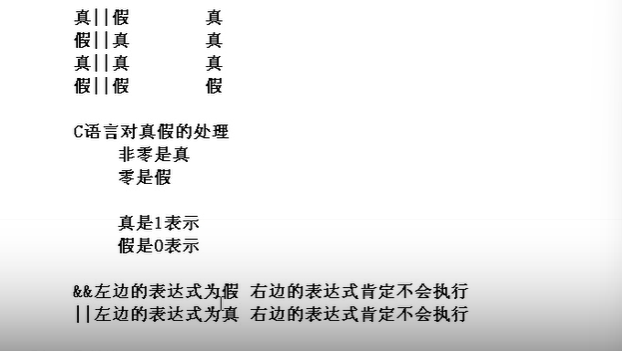 真||假 真
假||真 真
真||真 真
假||假 假
C语言对真假的处理
非零是真
零是假
真是1表示
假是0表示
&&左边的表达式为假 右边的表达式肯定不会执行
||左边的表达式为真 右边的表达式肯定不会执行